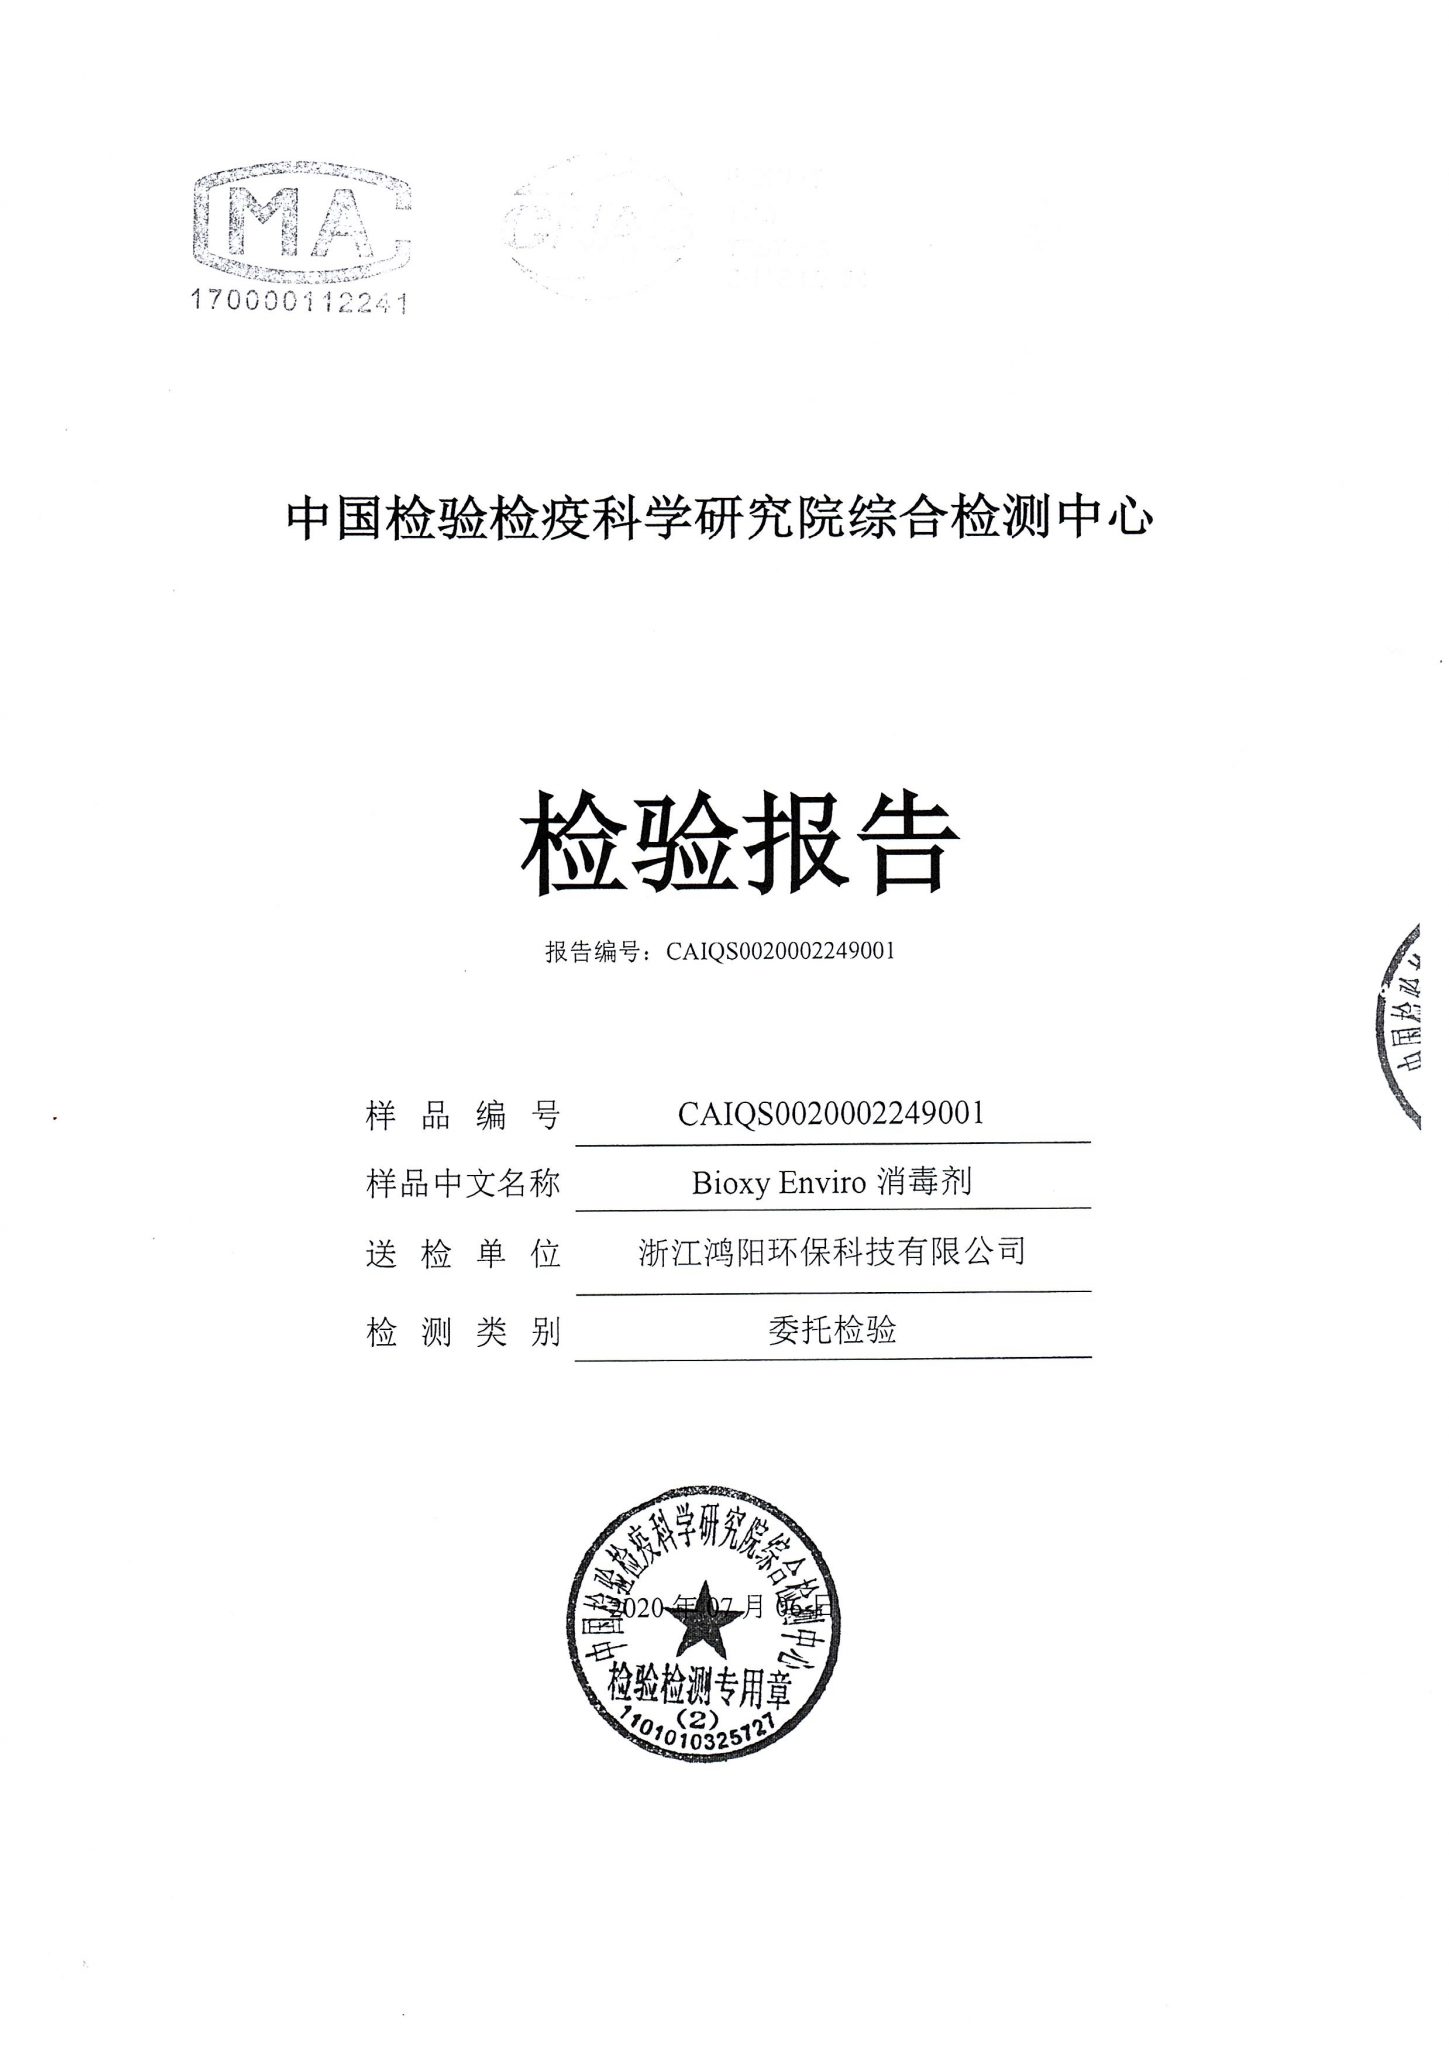 CMA
CNAS
170000112241
中国检验检疫科学研究院综合检测中心
检验报告
报告编号：CAIQS0020002249001
样品编号 CAIQS0020002249001
样品中文名称 Bioxy Enviro 消毒剂
送检单位 浙江鸿阳环保科技有限公司
检测类别 委托检验
中国检验检疫科学研究院综合检测中心
2020 年 07 月 06 日
检验检测专用章
(2)
1101010325727
中国检验